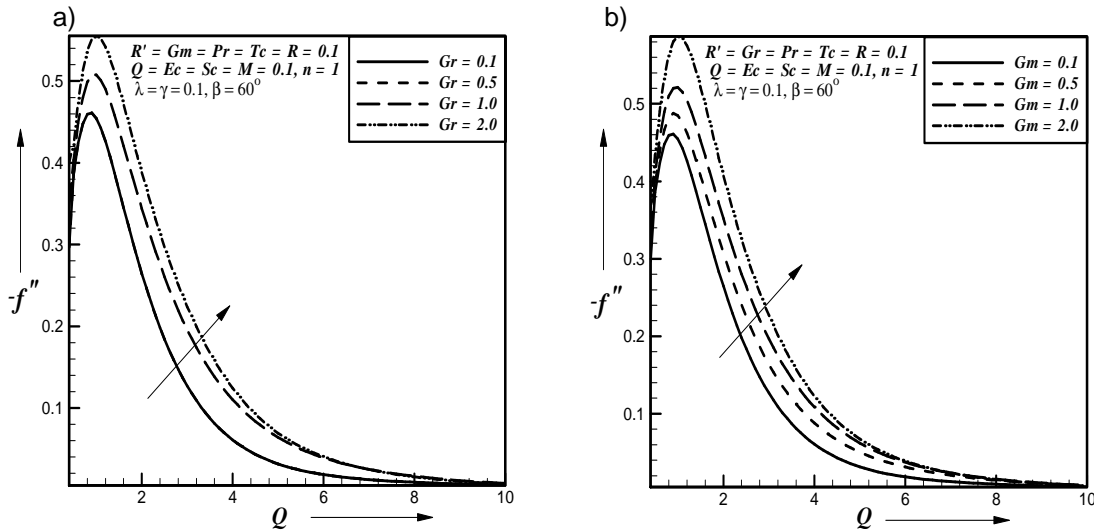 a)
R' = Gm = Pr = Tc = R = 0.1
Q = Ec = Sc = M = 0.1, n = 1
λ = γ = 0.1, β = 60°
Gr = 0.1
Gr = 0.5
Gr = 1.0
Gr = 2.0
0.5
0.4
0.3
0.2
0.1
-f''
2
4
6
8
10
Q
b)
R' = Gr = Pr = Tc = R = 0.1
Q = Ec = Sc = M = 0.1, n = 1
λ = γ = 0.1, β = 60°
Gm = 0.1
Gm = 0.5
Gm = 1.0
Gm = 2.0
0.5
0.4
0.3
0.2
0.1
-f''
2
4
6
8
10
Q